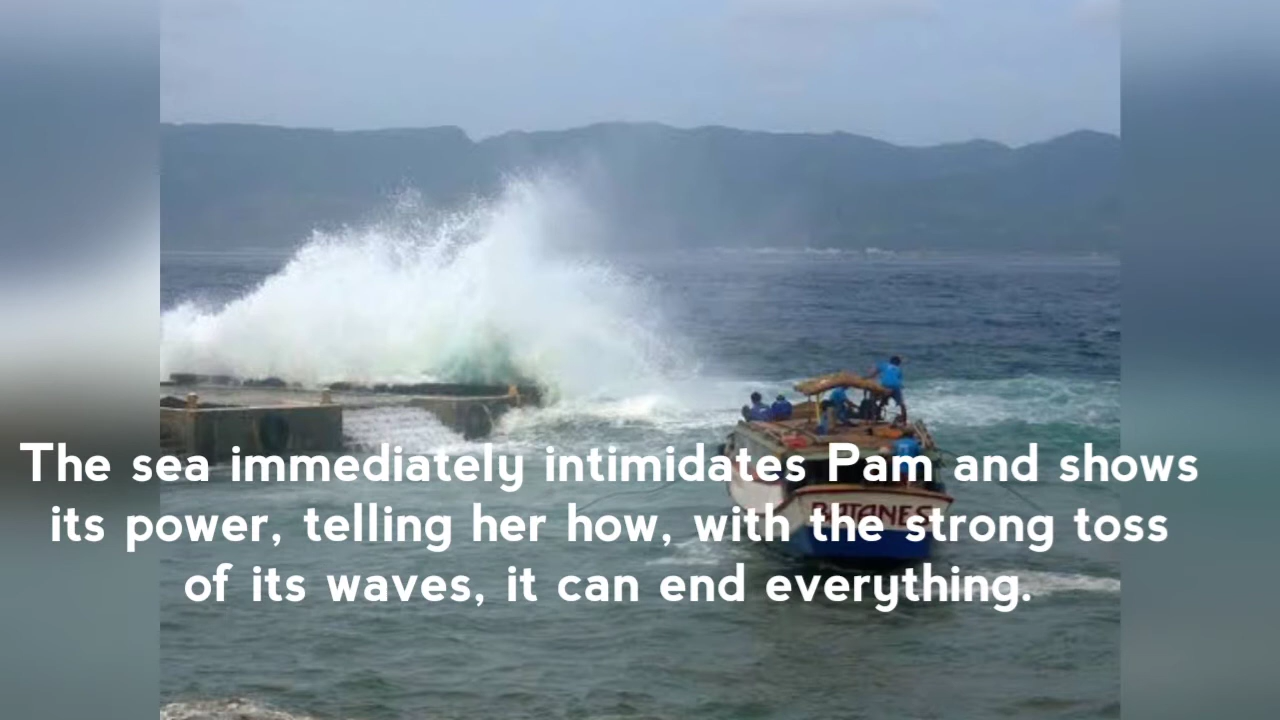 The sea immediately intimidates Pam and shows
its power, telling her how, with the strong toss
of its waves, it can end everything.
BATANES